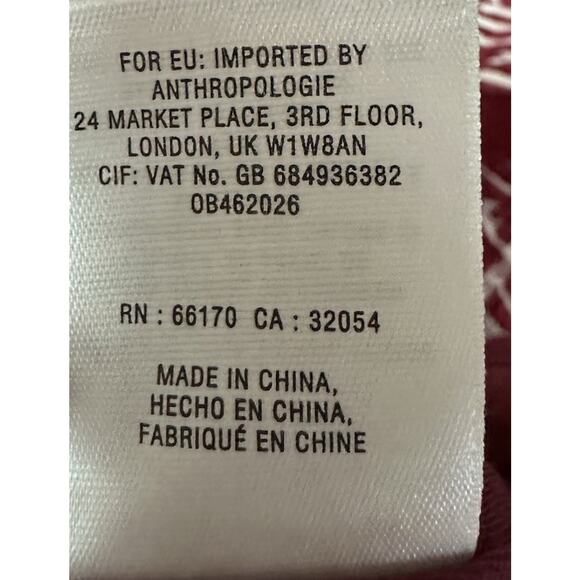 FOR EU: IMPORTED BY
ANTHROPOLOGIE
24 MARKET PLACE, 3RD FLOOR,
LONDON, UK W1W8AN
CIF: VAT No. GB 684936382
OB462026
RN : 66170 CA : 32054
MADE IN CHINA,
HECHO EN CHINA,
FABRIQUÉ EN CHINE